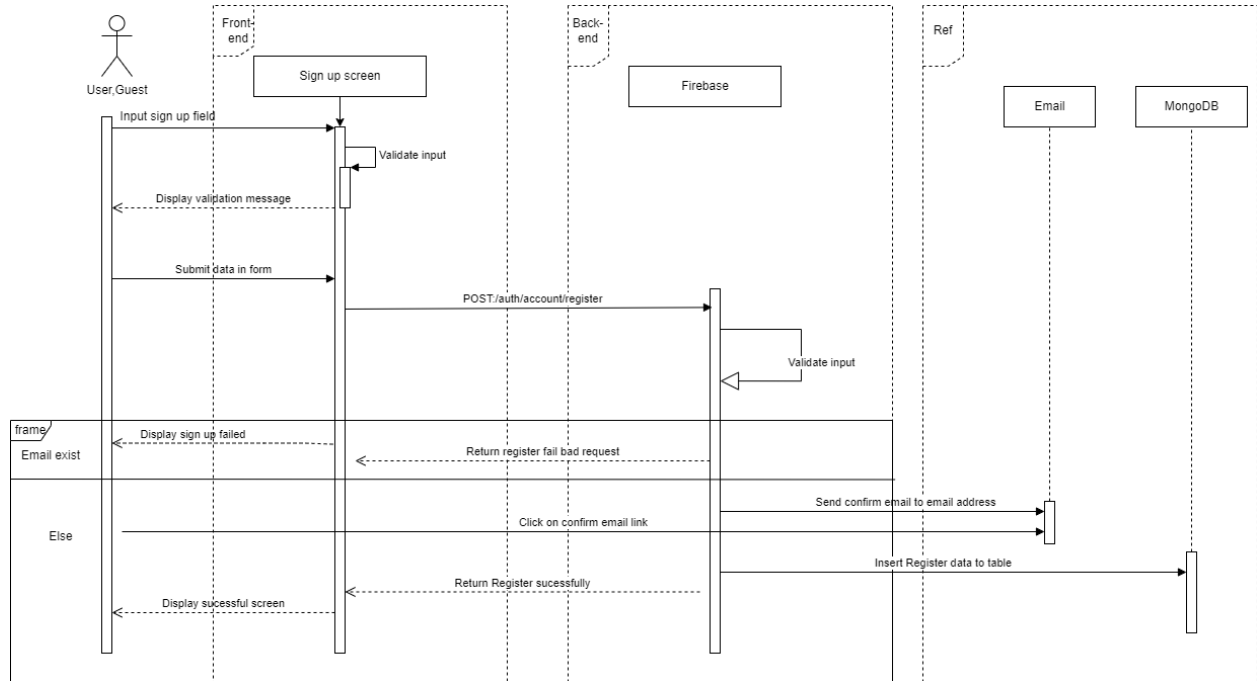 Front-
end
Back-
end
Ref
Sign up screen
Firebase
User,Guest
Email
MongoDB
Input sign up field
Validate input
Display validation message
Submit data in form
POST:/auth/account/register
Validate input
frame
Display sign up failed
Email exist
Return register fail bad request
Send confirm email to email address
Click on confirm email link
Else
Insert Register data to table
Return Register sucessfully
Display sucessful screen